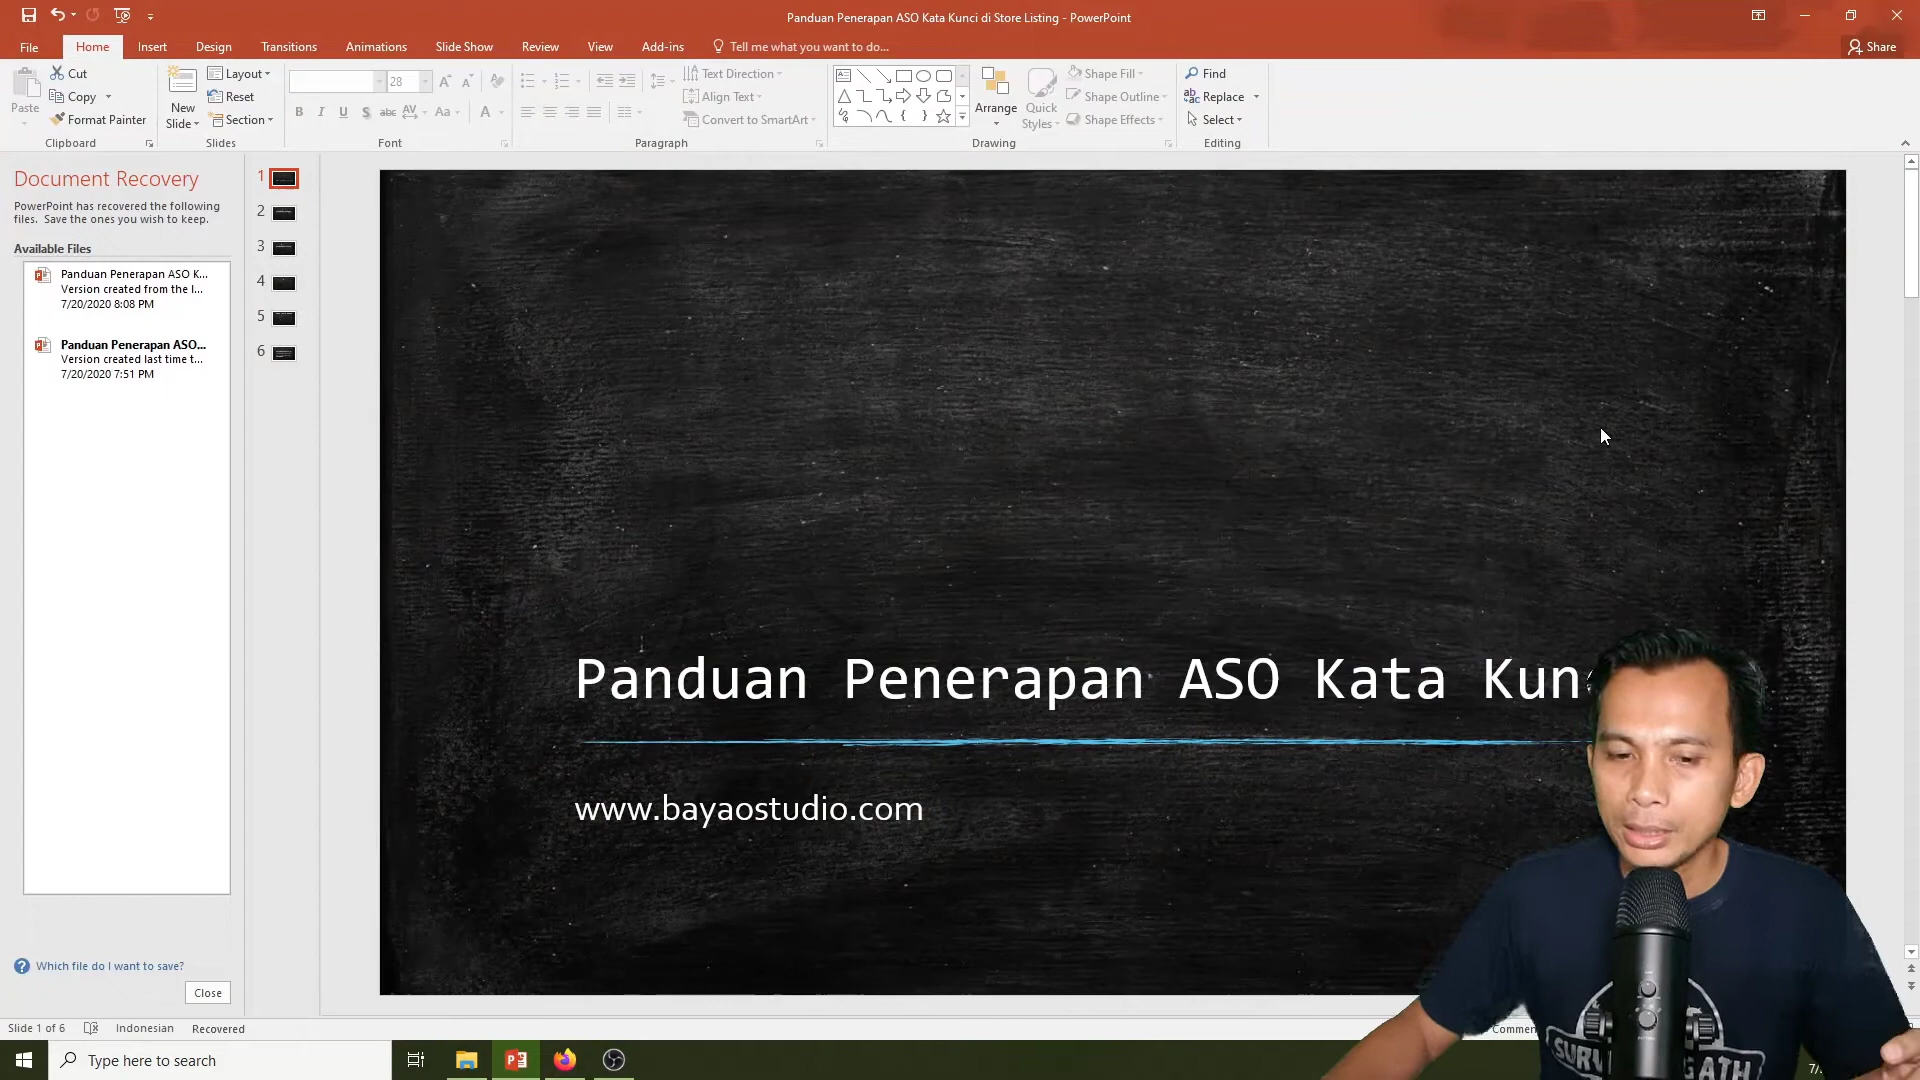 Panduan Penerapan ASO Kata Kunci di Store Listing - PowerPoint
File Home Insert Design Transitions Animations Slide Show Review View Add-ins Tell me what you want to do... Share
Cut
Copy
Format Painter
Paste
Clipboard
New Slide
Layout
Reset
Section
Slides
28
B I U S abc AV Aa A
Font
Text Direction
Align Text
Convert to SmartArt
Paragraph
Arrange
Quick Styles
Shape Fill
Shape Outline
Shape Effects
Drawing
Find
Replace
Select
Editing
Document Recovery
PowerPoint has recovered the following
files. Save the ones you wish to keep.
Available Files
Panduan Penerapan ASO K...
Version created from the l...
7/20/2020 8:08 PM
Panduan Penerapan ASO...
Version created last time t...
7/20/2020 7:51 PM
Which file do I want to save?
Close
1
2
3
4
5
6
Panduan Penerapan ASO Kata Kun
www.bayaostudio.com
Slide 1 of 6 Indonesian Recovered
Type here to search